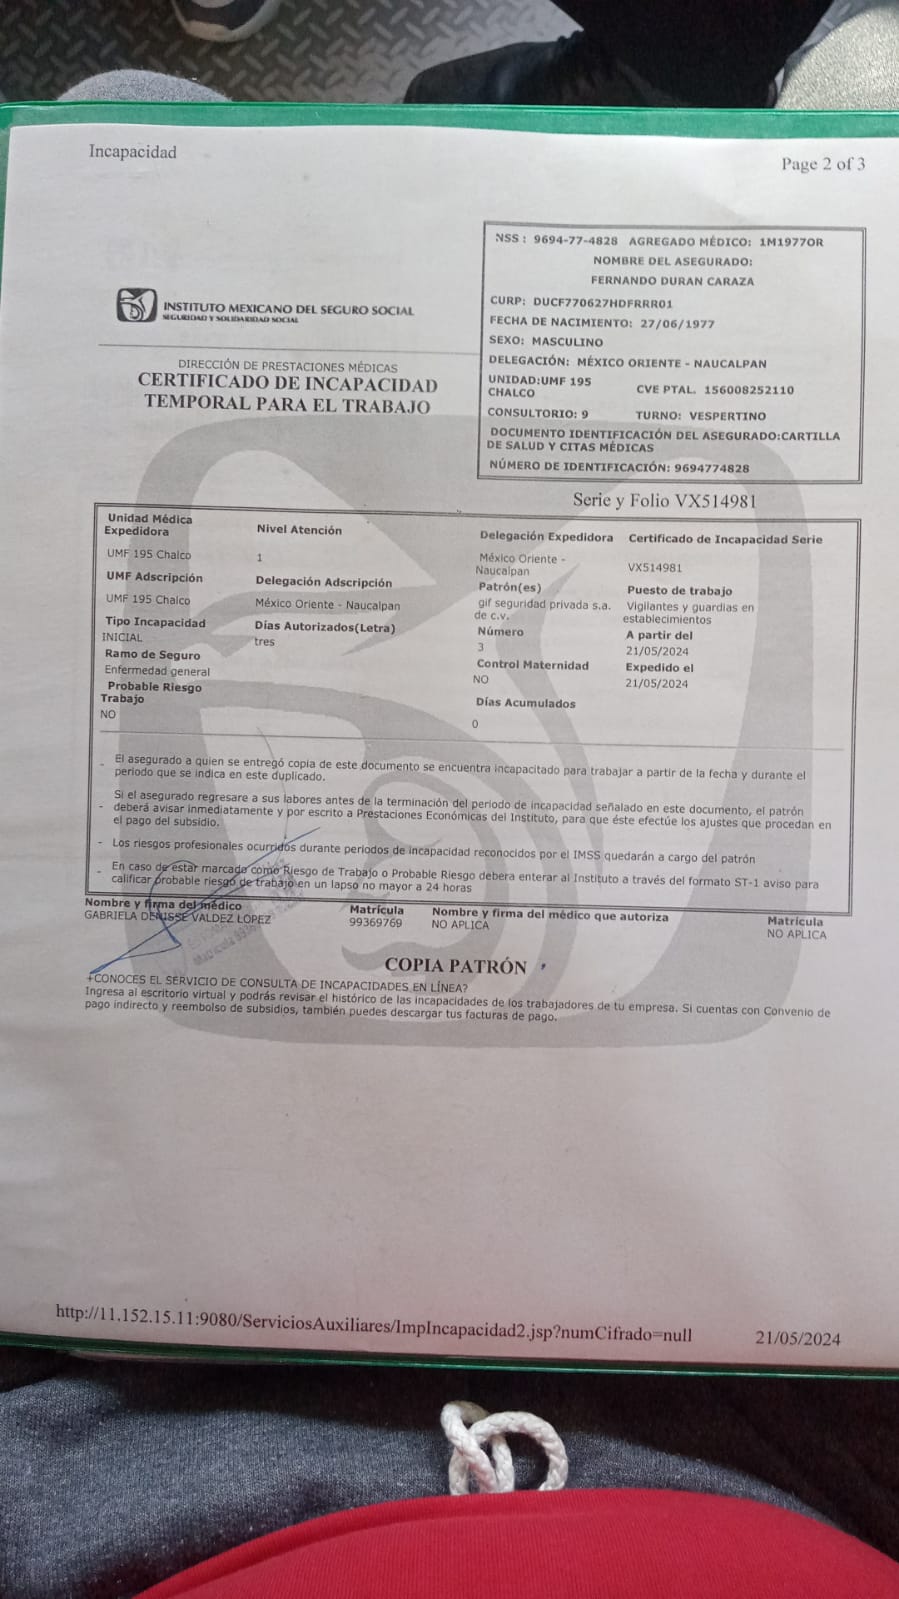 Incapacidad
Page 2 of 3
NSS : 9694-77-4828 AGREGADO MÉDICO: 1M1977OR
NOMBRE DEL ASEGURADO:
FERNANDO DURAN CARAZA
CURP: DUCF770627HDFRRR01
FECHA DE NACIMIENTO: 27/06/1977
SEXO: MASCULINO
DELEGACIÓN: MÉXICO ORIENTE - NAUCALPAN
UNIDAD:UMF 195
CHALCO
CVE PTAL. 156008252110
CONSULTORIO: 9 TURNO: VESPERTINO
DOCUMENTO IDENTIFICACIÓN DEL ASEGURADO:CARTILLA
DE SALUD Y CITAS MÉDICAS
NÚMERO DE IDENTIFICACIÓN: 9694774828
INSTITUTO MEXICANO DEL SEGURO SOCIAL
SEGURIDAD Y SOLIDARIDAD SOCIAL
DIRECCIÓN DE PRESTACIONES MÉDICAS
CERTIFICADO DE INCAPACIDAD
TEMPORAL PARA EL TRABAJO
Serie y Folio VX514981
Unidad Médica
Expedidora
UMF 195 Chalco
Nivel Atención
1
Delegación Expedidora
México Oriente -
Naucalpan
Certificado de Incapacidad Serie
VX514981
UMF Adscripción
UMF 195 Chalco
Delegación Adscripción
México Oriente - Naucalpan
Patrón(es)
gif seguridad privada s.a.
de c.v.
Puesto de trabajo
Vigilantes y guardias en
establecimientos
Tipo Incapacidad
INICIAL
Días Autorizados(Letra)
tres
Número
3
A partir del
21/05/2024
Ramo de Seguro
Enfermedad general
Control Maternidad
NO
Expedido el
21/05/2024
Probable Riesgo
Trabajo
NO
Días Acumulados
0
- El asegurado a quien se entregó copia de este documento se encuentra incapacitado para trabajar a partir de la fecha y durante el
periodo que se indica en este duplicado.
Si el asegurado regresare a sus labores antes de la terminación del periodo de incapacidad señalado en este documento, el patrón
- deberá avisar inmediatamente y por escrito a Prestaciones Económicas del Instituto, para que éste efectúe los ajustes que procedan en
el pago del subsidio.
- Los riesgos profesionales ocurridos durante periodos de incapacidad reconocidos por el IMSS quedarán a cargo del patrón
- En caso de estar marcado como Riesgo de Trabajo o Probable Riesgo debera enterar al Instituto a través del formato ST-1 aviso para
calificar probable riesgo de trabajo en un lapso no mayor a 24 horas
Nombre y firma del médico
GABRIELA DENISSE VALDEZ LOPEZ
Matrícula
99369769
Nombre y firma del médico que autoriza
NO APLICA
Matrícula
NO APLICA
COPIA PATRÓN
+CONOCES EL SERVICIO DE CONSULTA DE INCAPACIDADES EN LÍNEA?
Ingresa al escritorio virtual y podrás revisar el histórico de las incapacidades de los trabajadores de tu empresa. Si cuentas con Convenio de
pago indirecto y reembolso de subsidios, también puedes descargar tus facturas de pago.
http://11.152.15.11:9080/ServiciosAuxiliares/ImpIncapacidad2.jsp?numCifrado=null
21/05/2024